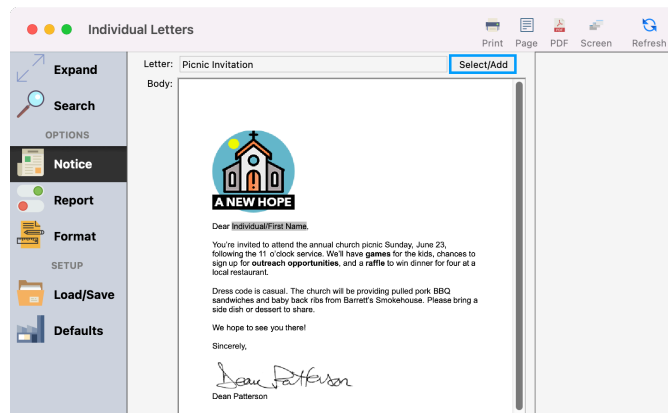 Individual Letters
Print Page PDF Screen Refresh
Expand
Search
OPTIONS
Notice
Report
Format
SETUP
Load/Save
Defaults
Letter: Picnic Invitation Select/Add
Body:
A NEW HOPE
Dear Individual/First Name,
You're invited to attend the annual church picnic Sunday, June 23,
following the 11 o'clock service. We'll have games for the kids, chances to
sign up for outreach opportunities, and a raffle to win dinner for four at a
local restaurant.
Dress code is casual. The church will be providing pulled pork BBQ
sandwiches and baby back ribs from Barrett's Smokehouse. Please bring a
side dish or dessert to share.
We hope to see you there!
Sincerely,
Dean Patterson
Dean Patterson